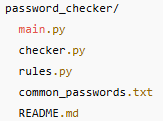 password_checker/
main.py
checker.py
rules.py
common_passwords.txt
README.md